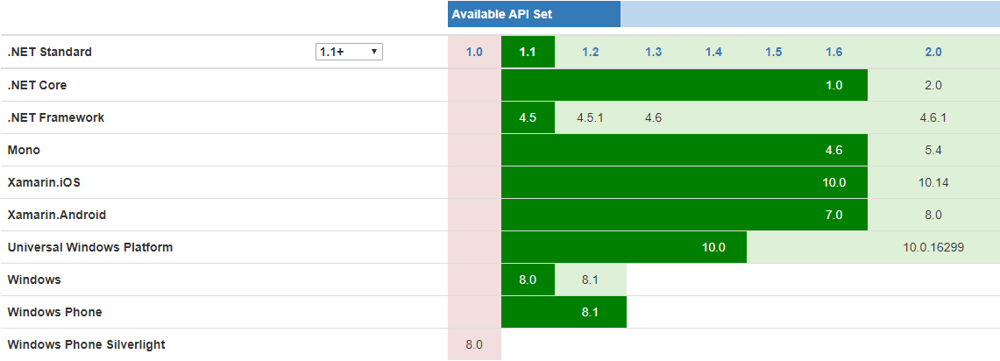 Available API Set
.NET Standard 1.1+ 1.0 1.1 1.2 1.3 1.4 1.5 1.6 2.0
.NET Core 1.0 2.0
.NET Framework 4.5 4.5.1 4.6 4.6.1
Mono 4.6 5.4
Xamarin.iOS 10.0 10.14
Xamarin.Android 7.0 8.0
Universal Windows Platform 10.0 10.0.16299
Windows 8.0 8.1
Windows Phone 8.1
Windows Phone Silverlight 8.0